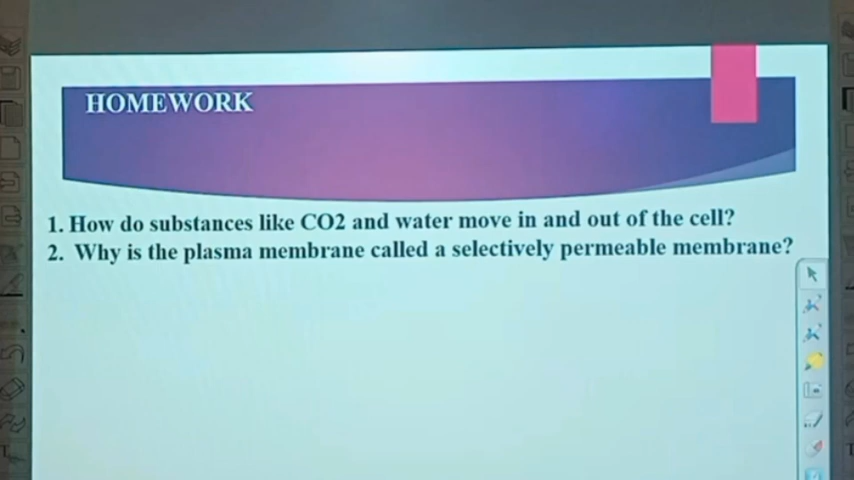 HOMEWORK
1. How do substances like CO2 and water move in and out of the cell?
2. Why is the plasma membrane called a selectively permeable membrane?